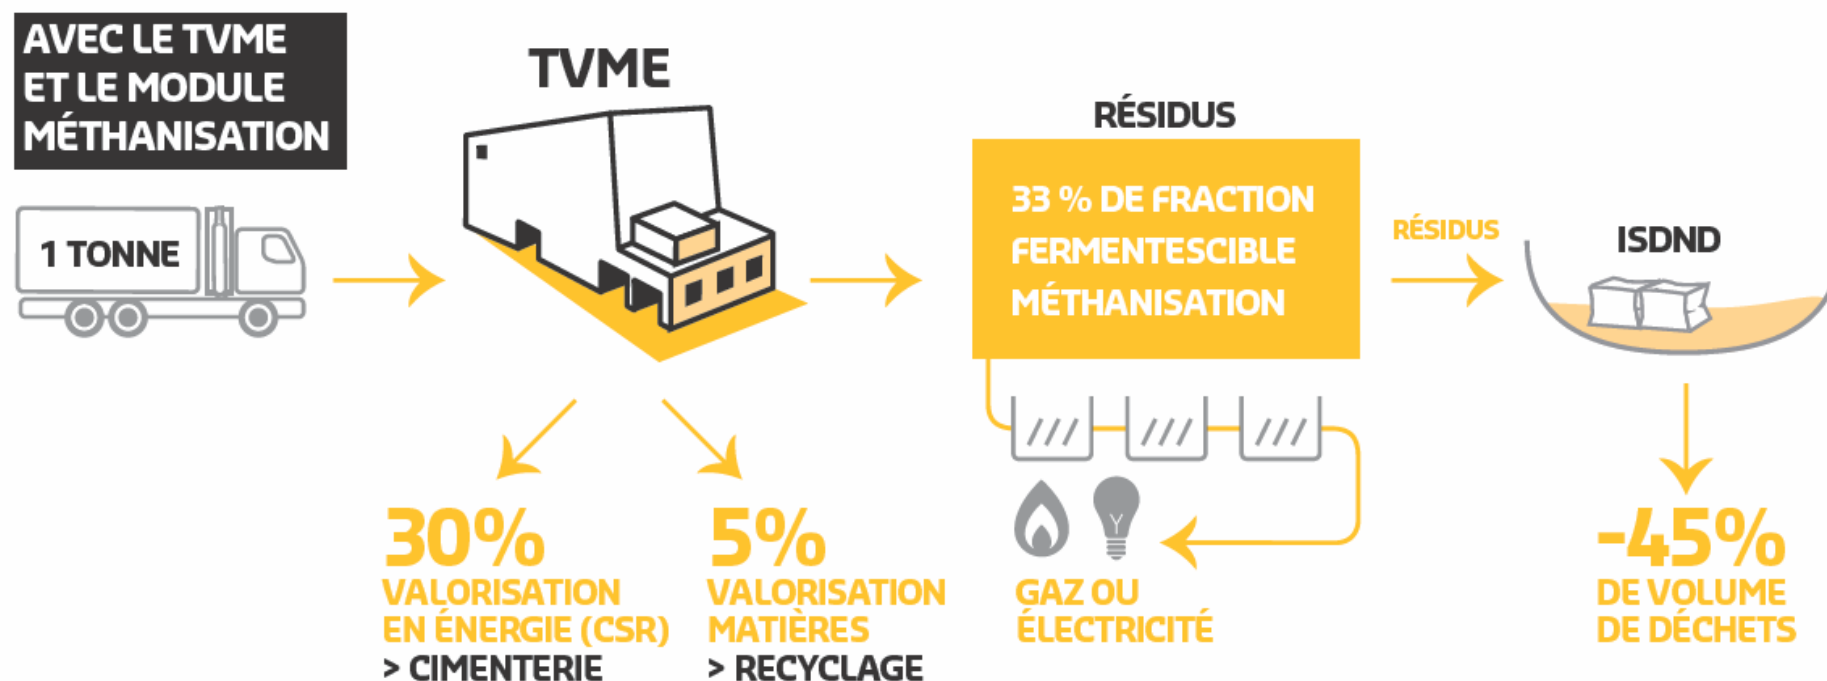 AVEC LE TVME
ET LE MODULE
MÉTHANISATION
1 TONNE
TVME
30%
VALORISATION
EN ÉNERGIE (CSR)
> CIMENTERIE
5%
VALORISATION
MATIÈRES
> RECYCLAGE
RÉSIDUS
33 % DE FRACTION
FERMENTESCIBLE
MÉTHANISATION
GAZ OU
ÉLECTRICITÉ
RÉSIDUS
ISDND
-45%
DE VOLUME
DE DÉCHETS